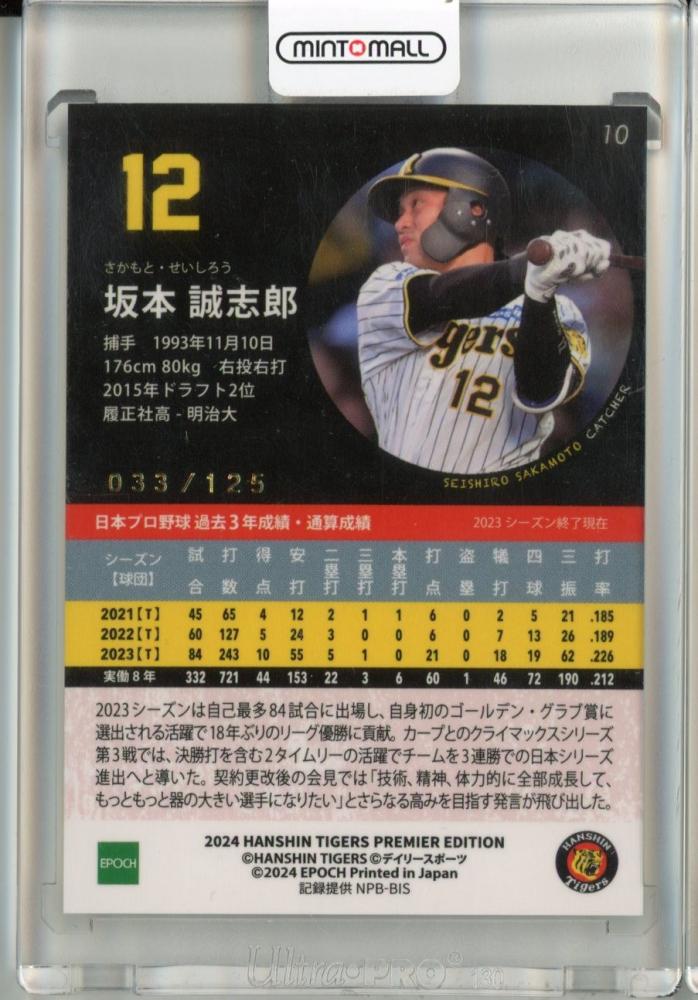 MINTOMALL
10
12
さかもと・せいしろう
坂本 誠志郎
捕手 1993年11月10日
176cm 80kg 右投右打
2015年ドラフト2位
履正社高 - 明治大
gers
12
SEISHIRO SAKAMOTO CATCHER
033/125
日本プロ野球 過去3年成績・通算成績 2023 シーズン終了現在
シーズン【球団】 試合 打数 得点 安打 二塁打 三塁打 本塁打 打点 盗塁 犠打 四球 三振 打率
2021【T】 45 65 4 12 2 1 1 6 0 2 5 21 .185
2022【T】 60 127 5 24 3 0 0 6 0 7 13 26 .189
2023【T】 84 243 10 55 5 1 0 21 0 18 19 62 .226
実働8年 332 721 44 153 22 3 6 60 1 46 72 190 .212
2023シーズンは自己最多84試合に出場し、自身初のゴールデン・グラブ賞に
選出される活躍で18年ぶりのリーグ優勝に貢献。カープとのクライマックスシリーズ
第3戦では、決勝打を含む2タイムリーの活躍でチームを3連勝での日本シリーズ
進出へと導いた。契約更改後の会見では「技術、精神、体力的に全部成長して、
もっともっと器の大きい選手になりたい」とさらなる高みを目指す発言が飛び出した。
EPOCH
2024 HANSHIN TIGERS PREMIER EDITION
©HANSHIN TIGERS ©デイリースポーツ
©2024 EPOCH Printed in Japan
記録提供 NPB-BIS
HANSHIN
Tigers
Ultra·PRO® 130